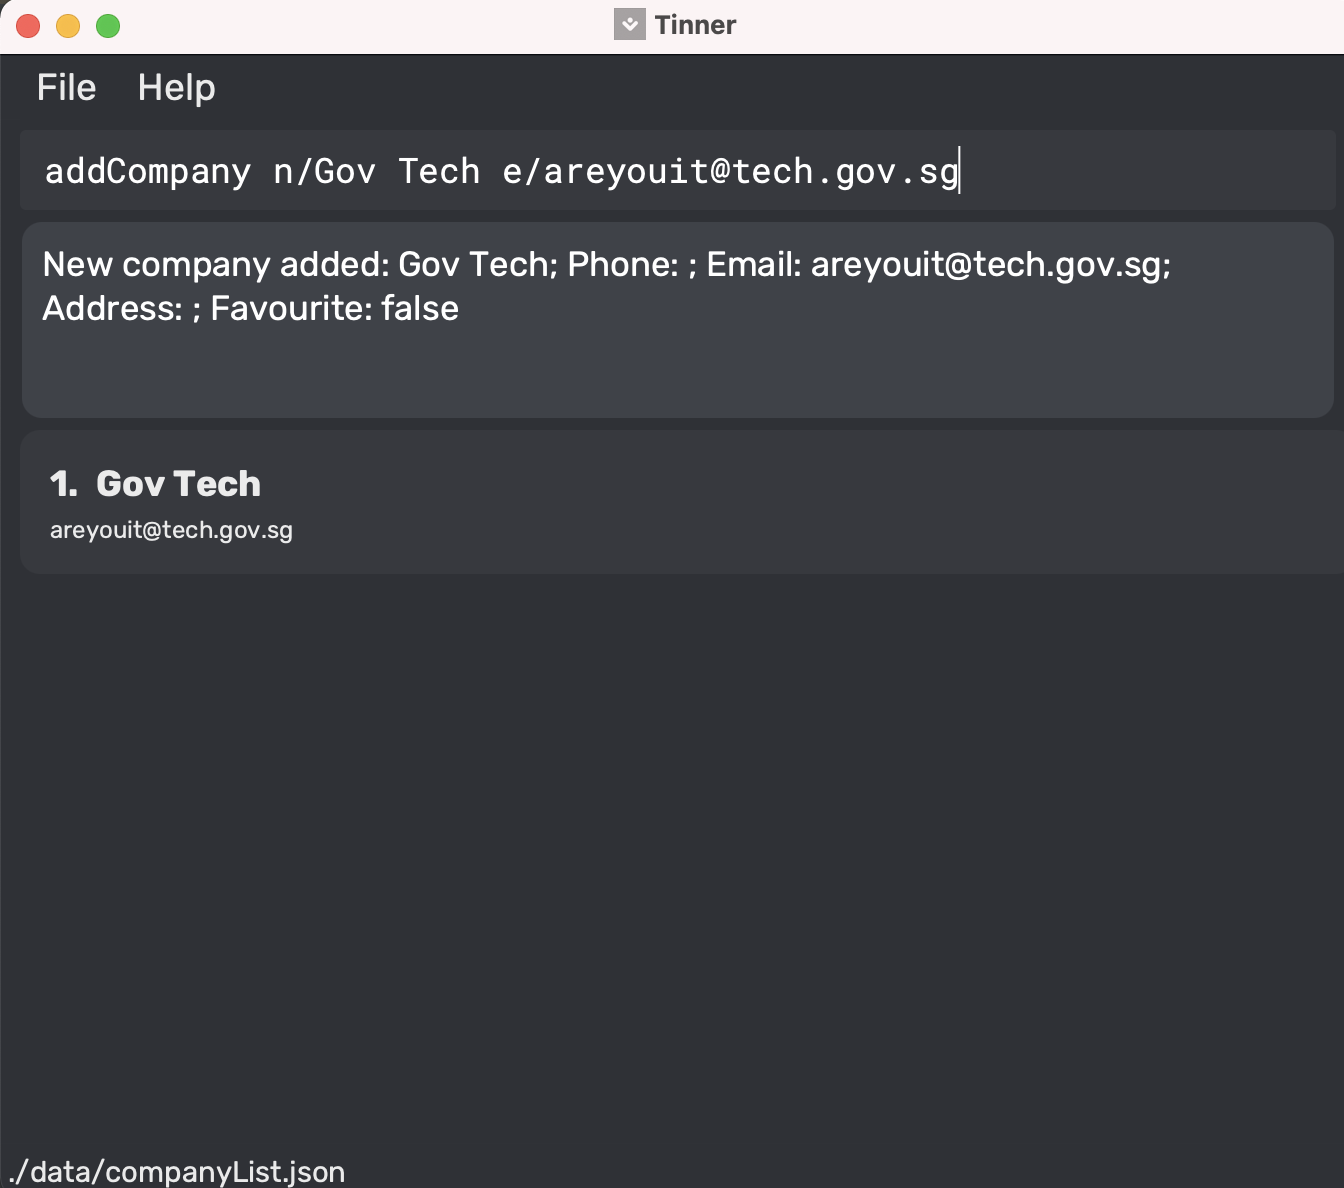 Tinner
File Help
addCompany n/Gov Tech e/areyouit@tech.gov.sg
New company added: Gov Tech; Phone: ; Email: areyouit@tech.gov.sg;
Address: ; Favourite: false
1. Gov Tech
areyouit@tech.gov.sg
./data/companyList.json